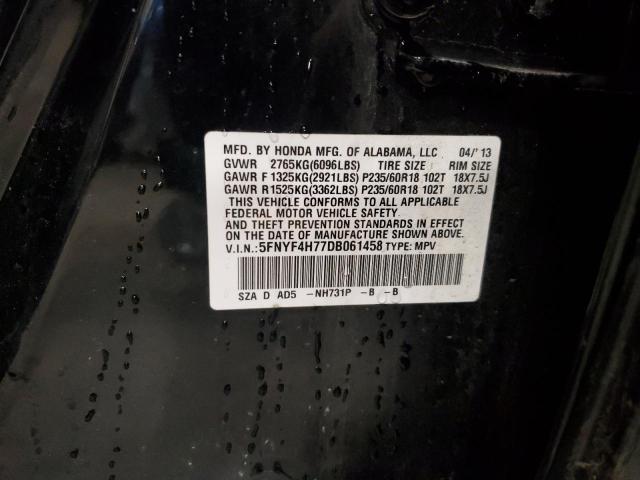 MFD. BY HONDA MFG. OF ALABAMA, LLC 04/'13
GVWR 2765KG(6096LBS) TIRE SIZE RIM SIZE
GAWR F 1325KG(2921LBS) P235/60R18 102T 18X7.5J
GAWR R 1525KG(3362LBS) P235/60R18 102T 18X7.5J
THIS VEHICLE CONFORMS TO ALL APPLICABLE
FEDERAL MOTOR VEHICLE SAFETY,
AND THEFT PREVENTION STANDARDS IN EFFECT
ON THE DATE OF MANUFACTURE SHOWN ABOVE.
V.I.N.: 5FNYF4H77DB061458 TYPE: MPV
SZA D AD5 -NH731P -B -B